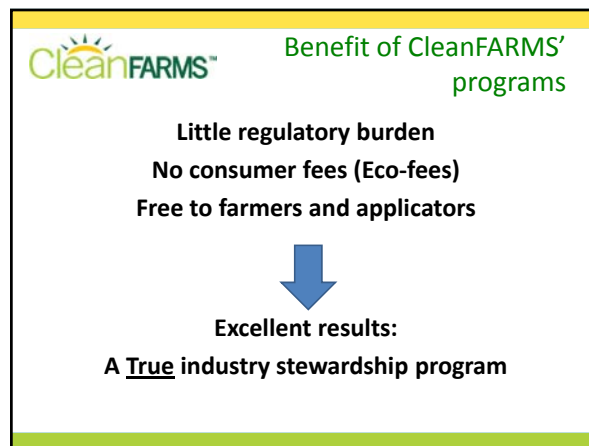 CleanFARMS™
Benefit of CleanFARMS'
programs
Little regulatory burden
No consumer fees (Eco-fees)
Free to farmers and applicators
Excellent results:
A True industry stewardship program